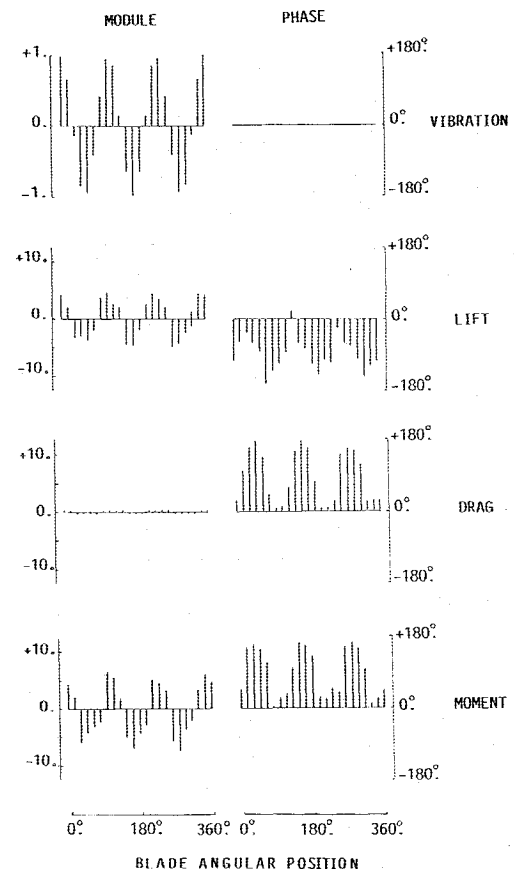 MODULE PHASE
+1. +180°.
0. 0°. VIBRATION
-1. -180°.
+10. +180°.
0. 0°. LIFT
-10. -180°.
+10. +180°.
0. 0°. DRAG
-10. -180°.
+10. +180°.
0. 0°. MOMENT
-10. -180°.
0°. 180°. 360°. 0°. 180°. 360°.
BLADE ANGULAR POSITION